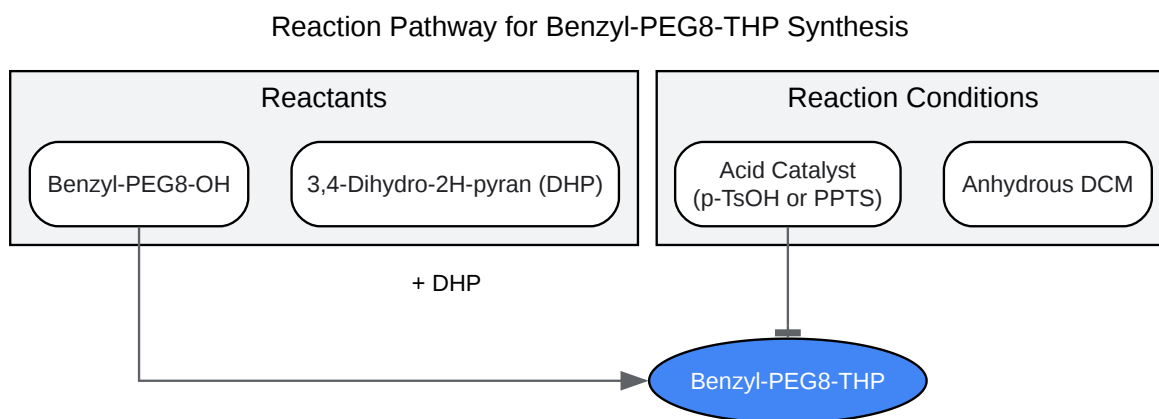 Reaction Pathway for Benzyl-PEG8-THP Synthesis
Reactants
Benzyl-PEG8-OH
3,4-Dihydro-2H-pyran (DHP)
Reaction Conditions
Acid Catalyst
(p-TsOH or PPTS)
Anhydrous DCM
+ DHP
Benzyl-PEG8-THP